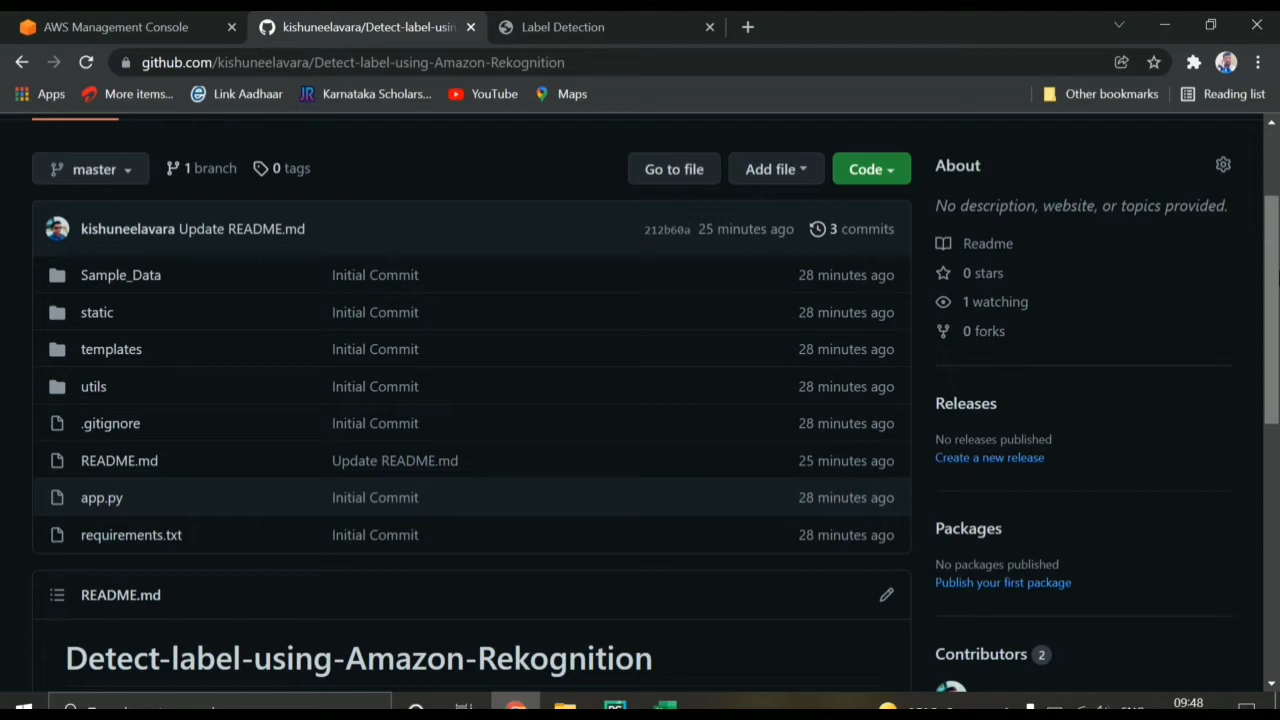 AWS Management Console
kishuneelavara/Detect-label-usin
Label Detection
github.com/kishuneelavara/Detect-label-using-Amazon-Rekognition
Apps
More items...
Link Aadhaar
Karnataka Scholars...
YouTube
Maps
Other bookmarks
Reading list
master
1 branch
0 tags
Go to file
Add file
Code
kishuneelavara Update README.md
212b60a 25 minutes ago
3 commits
Sample_Data Initial Commit 28 minutes ago
static Initial Commit 28 minutes ago
templates Initial Commit 28 minutes ago
utils Initial Commit 28 minutes ago
.gitignore Initial Commit 28 minutes ago
README.md Update README.md 25 minutes ago
app.py Initial Commit 28 minutes ago
requirements.txt Initial Commit 28 minutes ago
README.md
Detect-label-using-Amazon-Rekognition
About
No description, website, or topics provided.
Readme
0 stars
1 watching
0 forks
Releases
No releases published
Create a new release
Packages
No packages published
Publish your first package
Contributors 2
09:48